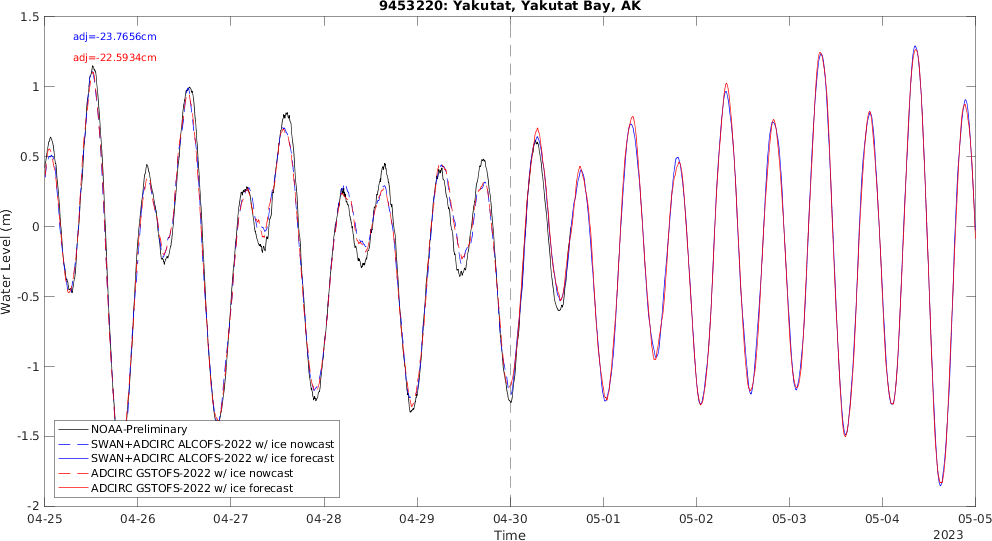 9453220: Yakutat, Yakutat Bay, AK
adj=-23.7656cm
adj=-22.5934cm
Water Level (m)
1.5
1
0.5
0
-0.5
-1
-1.5
-2
NOAA-Preliminary
SWAN+ADCIRC ALCOFS-2022 w/ ice nowcast
SWAN+ADCIRC ALCOFS-2022 w/ ice forecast
ADCIRC GSTOFS-2022 w/ ice nowcast
ADCIRC GSTOFS-2022 w/ ice forecast
04-25 04-26 04-27 04-28 04-29 04-30 05-01 05-02 05-03 05-04 05-05
Time
2023